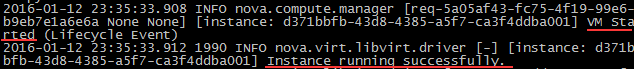 2016-01-12 23:35:33.908 INFO nova.compute.manager [req-5a05af43-fc75-4f19-99e6-
b9eb7e1a6e6a None None] [instance: d371bbfb-43d8-4385-a5f7-ca3f4ddba001] VM Sta
rted (Lifecycle Event)
2016-01-12 23:35:33.912 1990 INFO nova.virt.libvirt.driver [-] [instance: d371b
bfb-43d8-4385-a5f7-ca3f4ddba001] Instance running successfully.